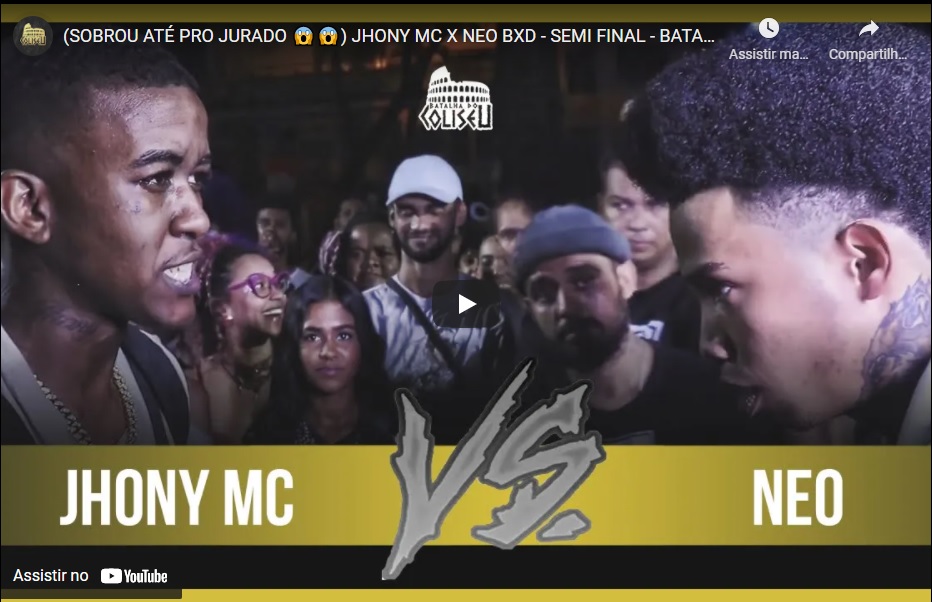 (SOBROU ATÉ PRO JURADO 😱 😱) JHONY MC X NEO BXD - SEMI FINAL - BATA...
Assistir ma...
Compartilh...
BATALHA DO
COLISEU
VS.
JHONY MC
NEO
Assistir no YouTube